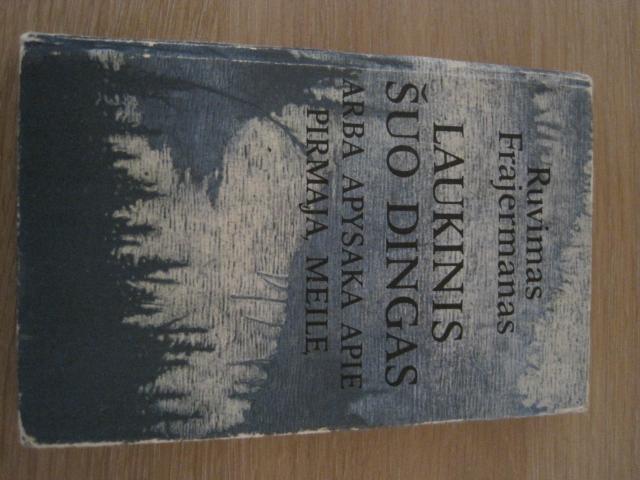 Ruvimas
Frajermanas
LAUKINIS
ŠUO DINGAS
ARBA APYSAKA APIE
PIRMĄJĄ MEILĘ